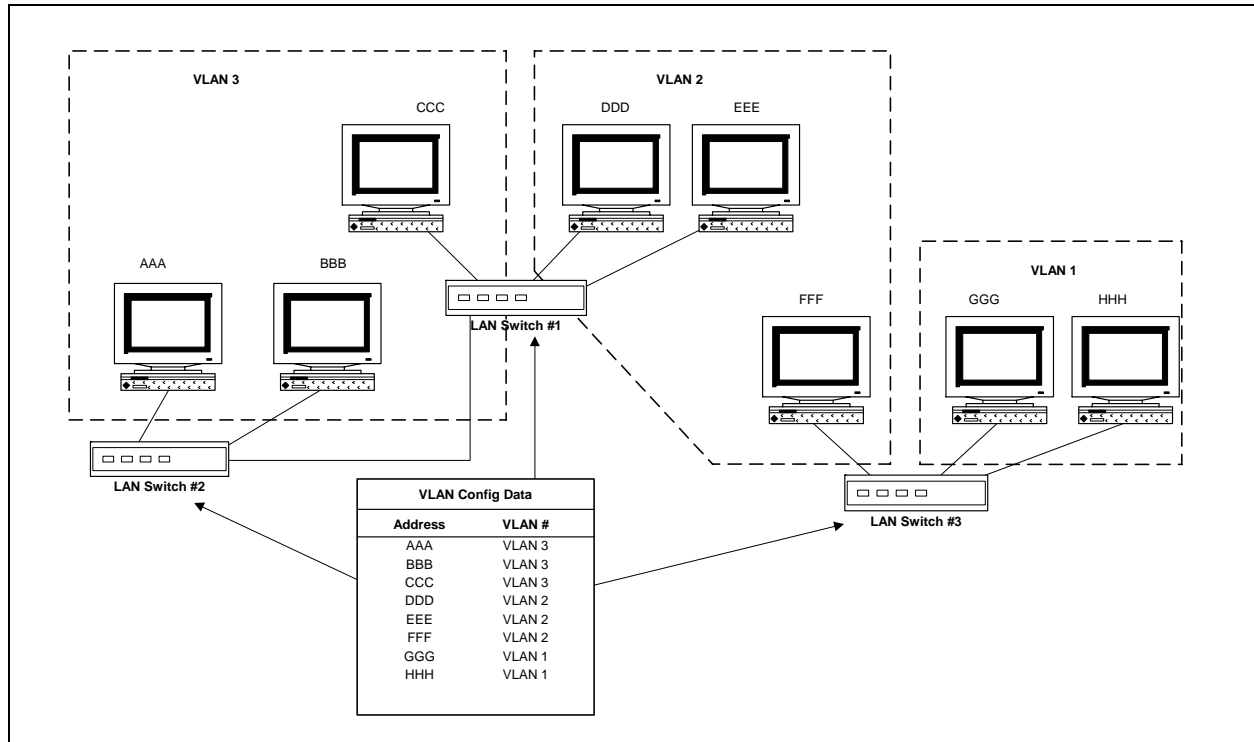 VLAN 3
VLAN 2
CCC
DDD
EEE
AAA
BBB
VLAN 1
FFF
GGG
HHH
LAN Switch #1
LAN Switch #2
LAN Switch #3
VLAN Config Data
Address VLAN #
AAA VLAN 3
BBB VLAN 3
CCC VLAN 3
DDD VLAN 2
EEE VLAN 2
FFF VLAN 2
GGG VLAN 1
HHH VLAN 1